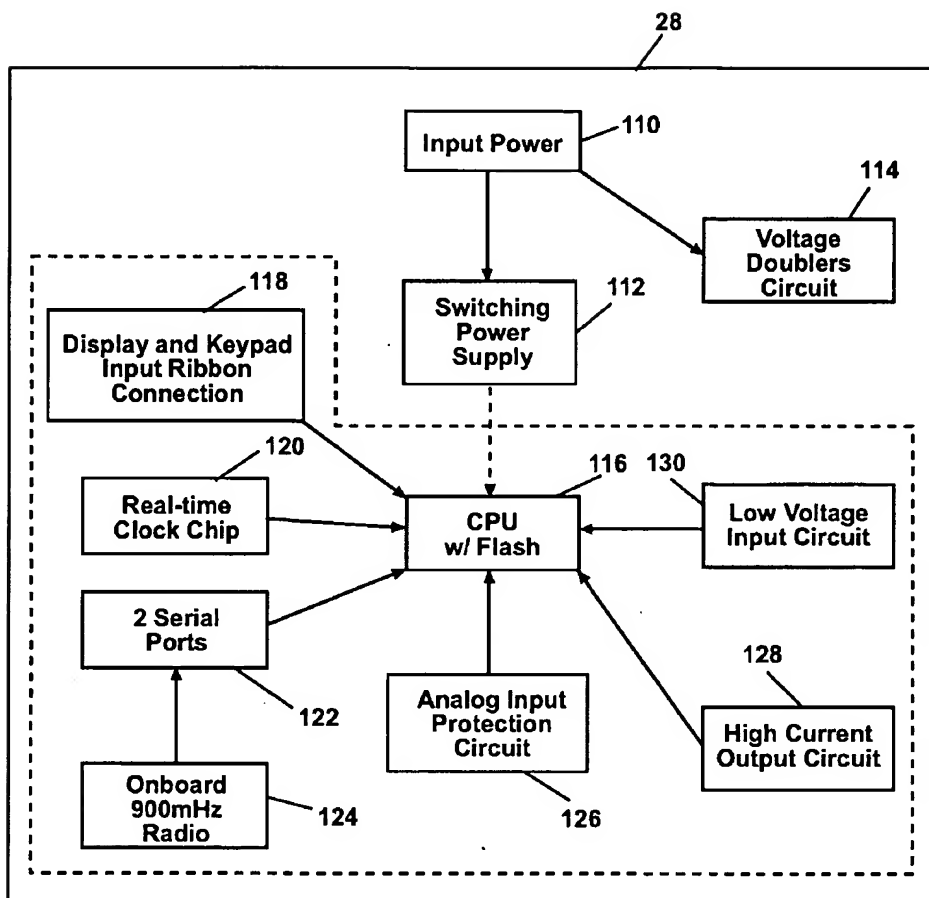 28
Input Power
110
114
Voltage
Doublers
Circuit
118
112
Switching
Power
Supply
Display and Keypad
Input Ribbon
Connection
120
116
130
Real-time
Clock Chip
CPU
w/ Flash
Low Voltage
Input Circuit
2 Serial
Ports
122
Analog Input
Protection
Circuit
128
High Current
Output Circuit
Onboard
900mHz
Radio
124
126